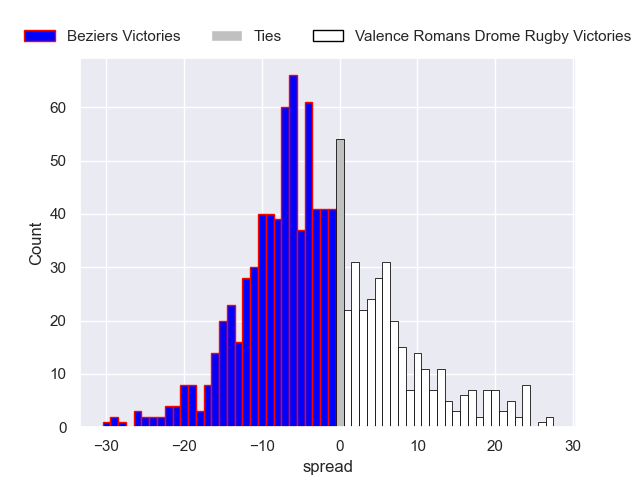 Beziers Victories Ties Valence Romans Drome Rugby Victories
60
50
40
30
20
10
0
Count
−30 −20 −10 0 10 20 30
spread